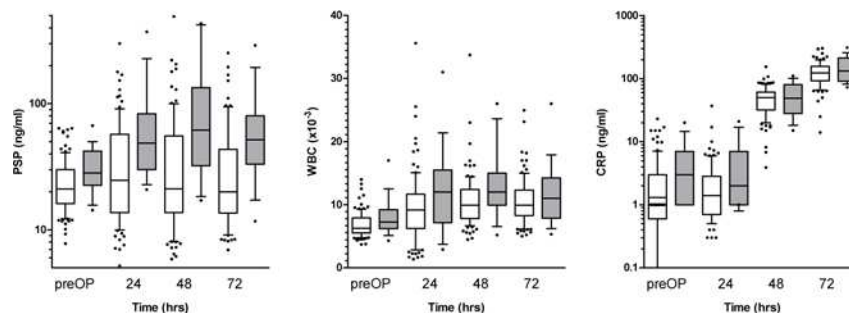 PSP (ng/ml)
100
10
preOP 24 48 72
Time (hrs)
WBC (x10⁻³)
40
30
20
10
0
preOP 24 48 72
Time (hrs)
CRP (ng/ml)
1000
100
10
1
0.1
preOP 24 48 72
Time (hrs)